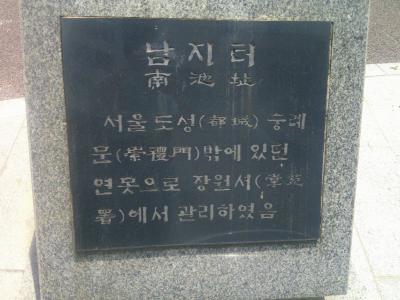 남지터
南池址
서울 도성(都城) 숭례
문(崇禮門)밖에 있던
연못으로 장원서(掌苑
署)에서 관리하였음